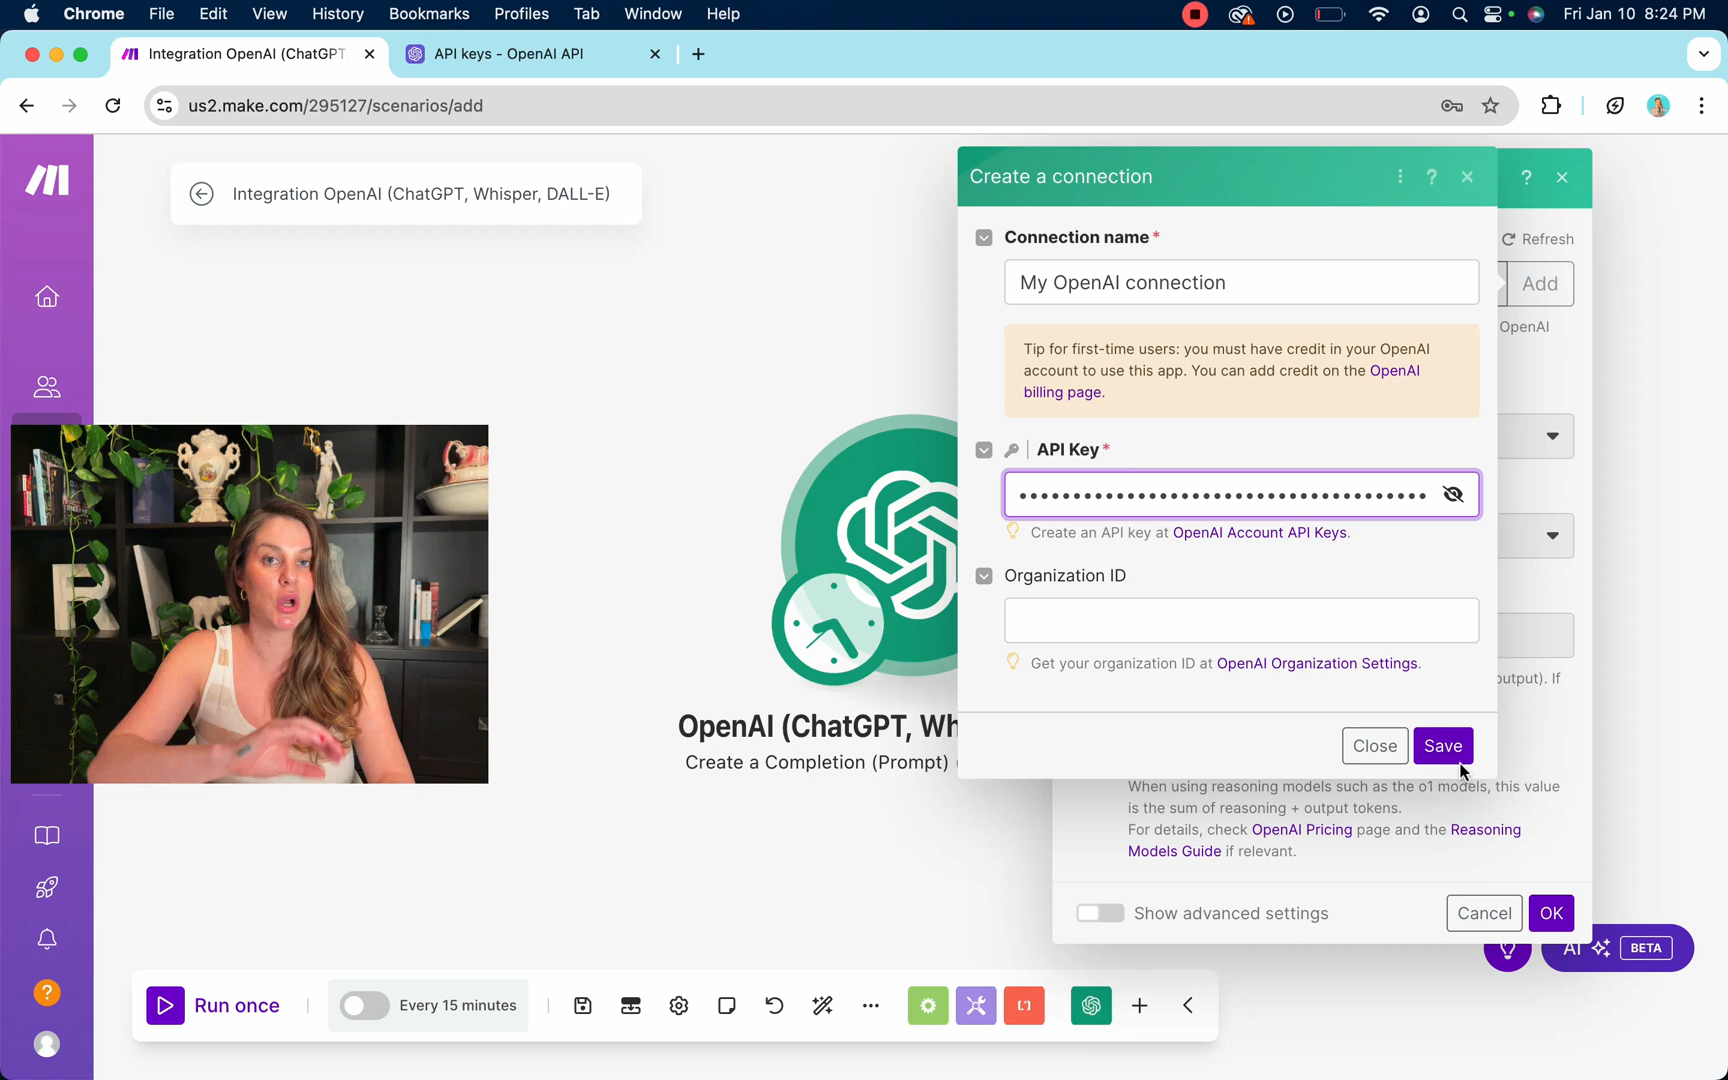 Chrome File Edit View History Bookmarks Profiles Tab Window Help Fri Jan 10 8:24 PM
Integration OpenAI (ChatGPT API keys - OpenAI API
us2.make.com/295127/scenarios/add
Integration OpenAI (ChatGPT, Whisper, DALL-E)
Create a connection
Connection name*
My OpenAI connection
Tip for first-time users: you must have credit in your OpenAI
account to use this app. You can add credit on the OpenAI
billing page.
API Key*
Create an API key at OpenAI Account API Keys.
Organization ID
Get your organization ID at OpenAI Organization Settings.
Close Save
Refresh
Add
OpenAI
output). If
When using reasoning models such as the o1 models, this value
is the sum of reasoning + output tokens.
For details, check OpenAI Pricing page and the Reasoning
Models Guide if relevant.
Show advanced settings Cancel OK
OpenAI (ChatGPT, Wh
Create a Completion (Prompt)
AI BETA
Run once Every 15 minutes
R